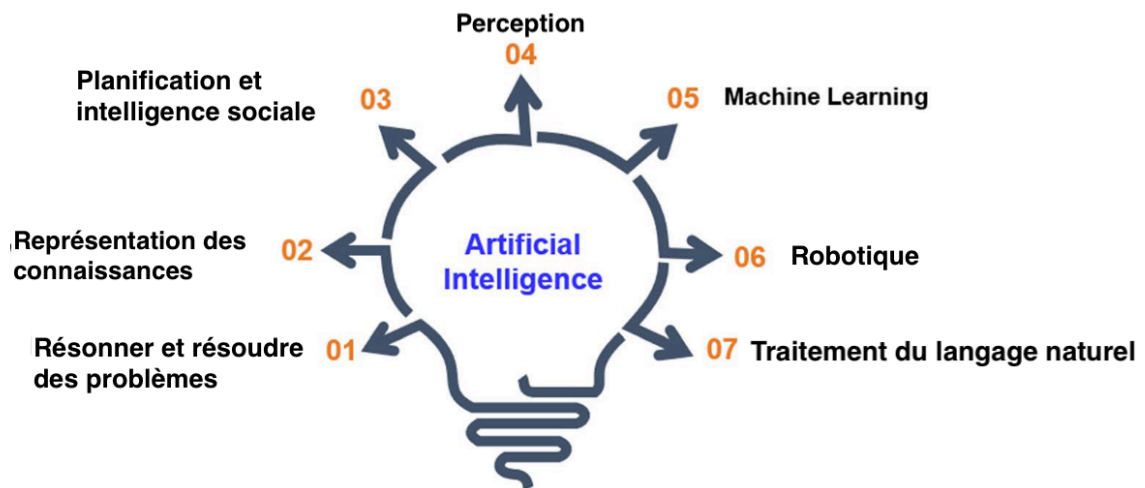 Perception
04
Planification et
intelligence sociale
03
05
Machine Learning
Représentation des
connaissances
02
Artificial
Intelligence
06
Robotique
Résonner et résoudre
des problèmes
01
07
Traitement du langage naturel